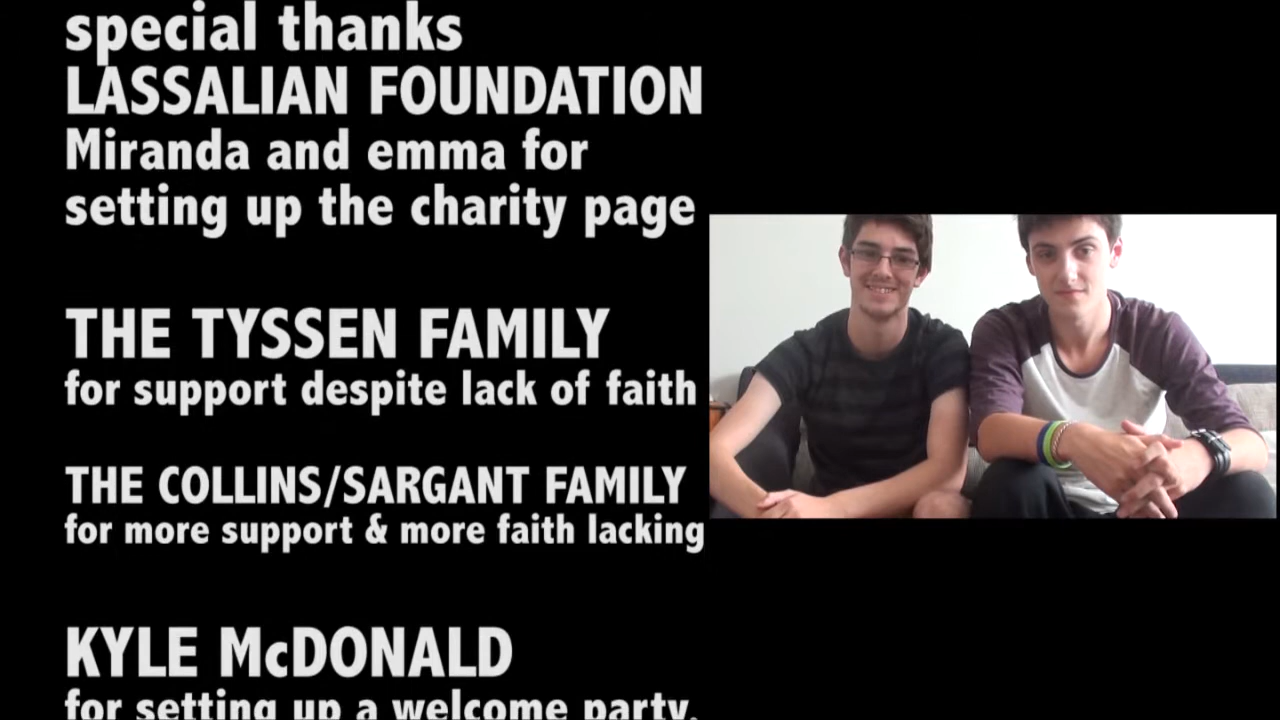 special thanks
LASSALIAN FOUNDATION
Miranda and emma for
setting up the charity page
THE TYSSEN FAMILY
for support despite lack of faith
THE COLLINS/SARGANT FAMILY
for more support & more faith lacking
KYLE McDONALD
for setting up a welcome party.